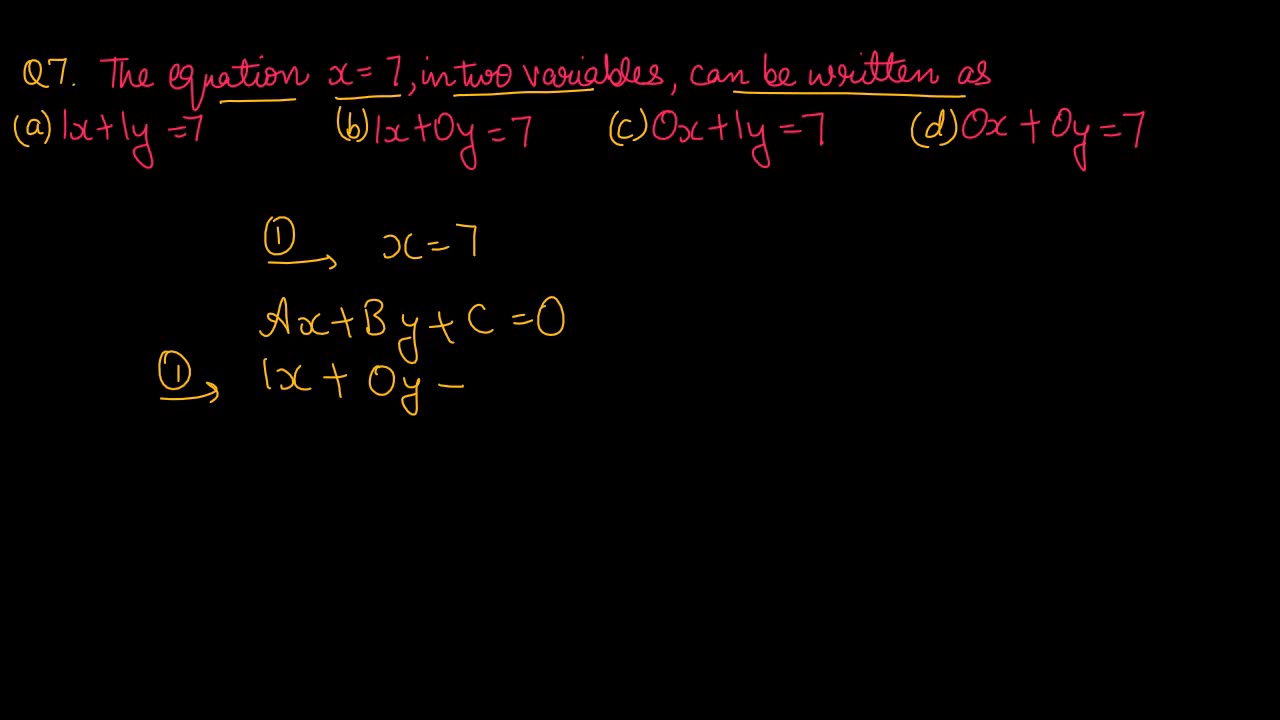 Q7. The equation x = 7, in two variables, can be written as
(a) 1x + 1y = 7 (b) 1x + 0y = 7 (c) 0x + 1y = 7 (d) 0x + 0y = 7
① → x = 7
Ax + By + C = 0
① → 1x + 0y –